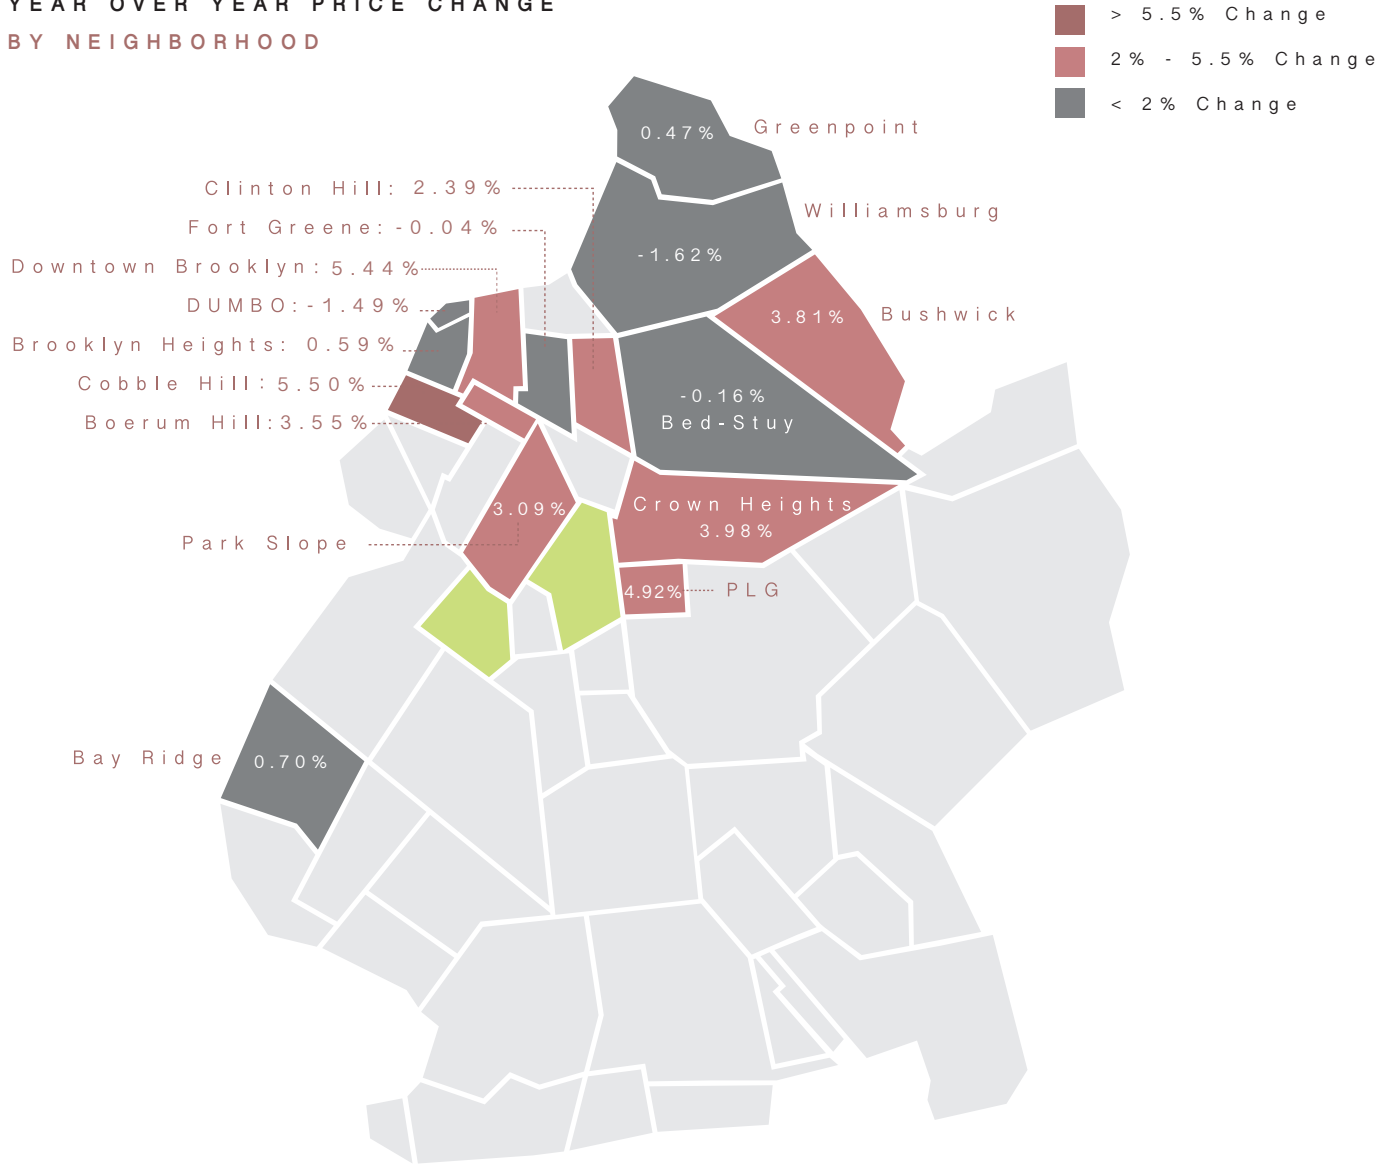 YEAR OVER YEAR PRICE CHANGE
BY NEIGHBORHOOD
> 5.5% Change
2% - 5.5% Change
< 2% Change
0.47%
Greenpoint
Clinton Hill: 2.39%
Williamsburg
Fort Greene: -0.04%
-1.62%
Downtown Brooklyn: 5.44%
DUMBO: -1.49%
3.81%
Bushwick
Brooklyn Heights: 0.59%
Cobble Hill: 5.50%
-0.16%
Bed-Stuy
Boerum Hill: 3.55%
Crown Heights
3.98%
3.09%
Park Slope
4.92%
PLG
Bay Ridge
0.70%